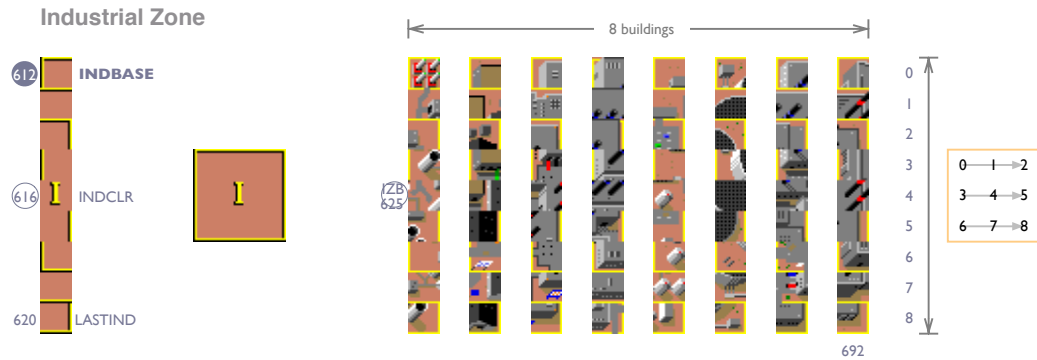 Industrial Zone
8 buildings
612 INDBASE
I
I
616 INDCLR
IZB
625
620 LASTIND
692
0
1
2
3
4
5
6
7
8
0 1 2
3 4 5
6 7 8